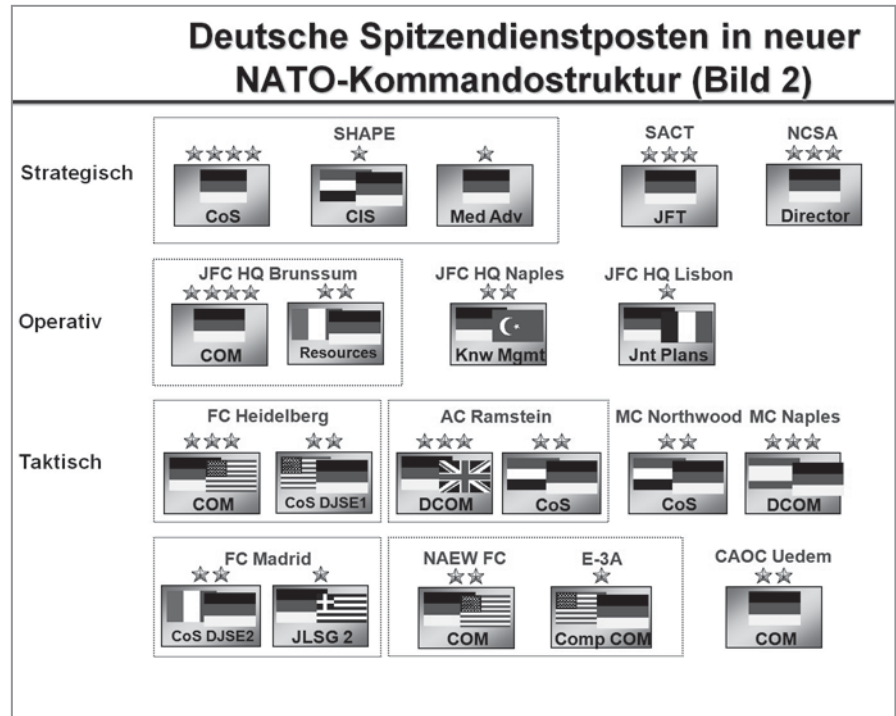 Deutsche Spitzendienstposten in neuer
NATO-Kommandostruktur (Bild 2)
Strategisch
SHAPE
CoS
CIS
Med Adv
SACT
JFT
NCSA
Director
Operativ
JFC HQ Brunssum
COM
Resources
JFC HQ Naples
Knw Mgmt
JFC HQ Lisbon
Jnt Plans
Taktisch
FC Heidelberg
COM
CoS DJSE1
AC Ramstein
DCOM
CoS
MC Northwood
CoS
MC Naples
DCOM
FC Madrid
CoS DJSE2
JLSG 2
NAEW FC
COM
E-3A
Comp COM
CAOC Uedem
COM